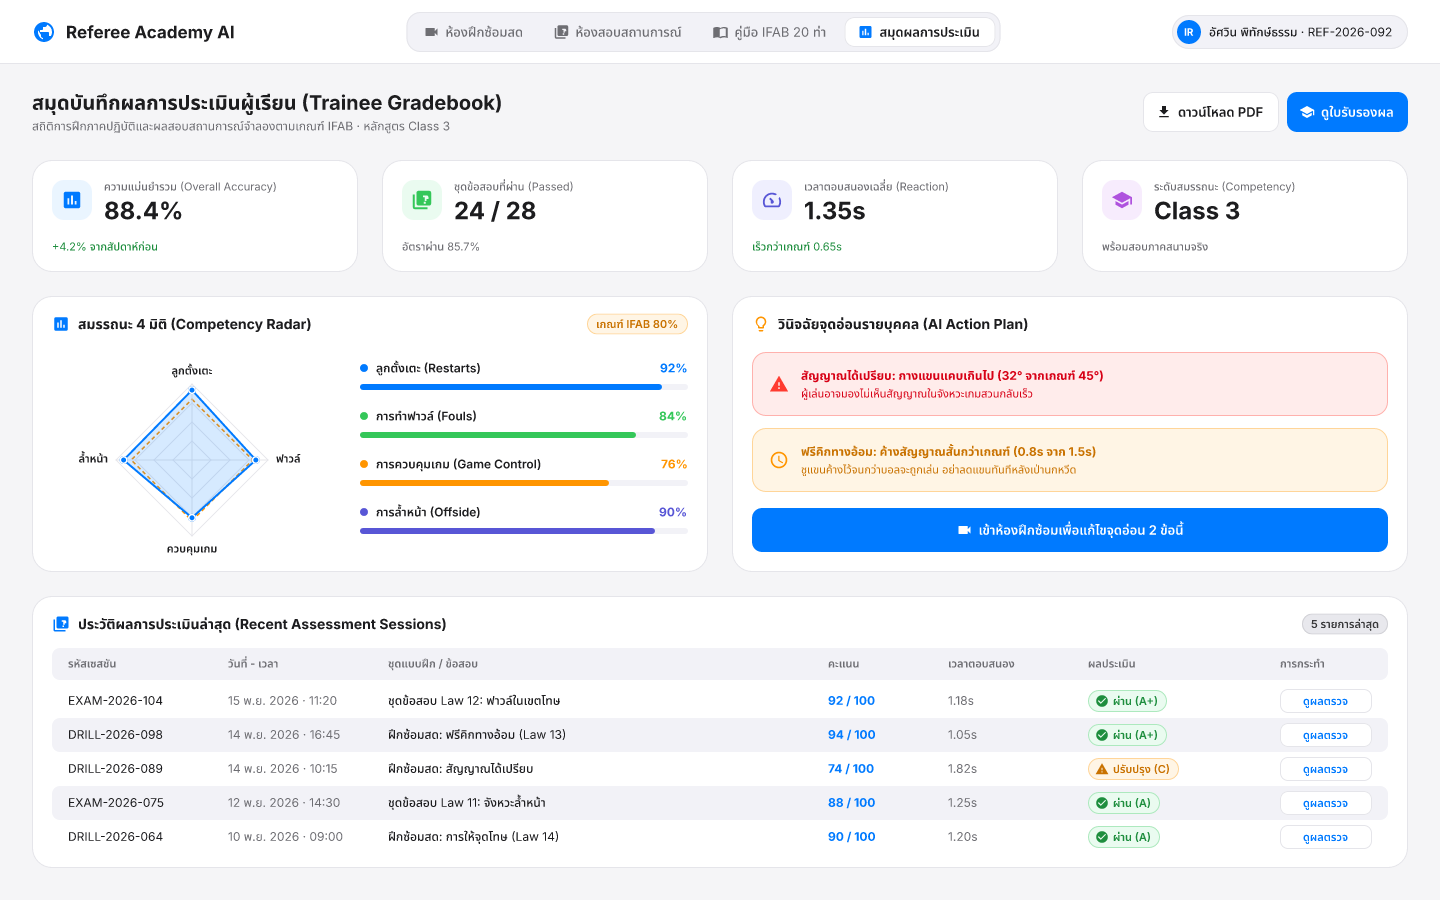 Referee Academy AI
ห้องฝึกซ้อมสด
ห้องสอบสถานการณ์
คู่มือ IFAB 20 ท่า
สมุดผลการประเมิน
IR
อัศวิน พิทักษ์ธรรม · REF-2026-092
สมุดบันทึกผลการประเมินผู้เรียน (Trainee Gradebook)
สถิติการฝึกภาคปฏิบัติและผลสอบสถานการณ์จำลองตามเกณฑ์ IFAB · หลักสูตร Class 3
ดาวน์โหลด PDF
ดูใบรับรองผล
ความแม่นยำรวม (Overall Accuracy)
88.4%
+4.2% จากสัปดาห์ก่อน
ชุดข้อสอบที่ผ่าน (Passed)
24 / 28
อัตราผ่าน 85.7%
เวลาตอบสนองเฉลี่ย (Reaction)
1.35s
เร็วกว่าเกณฑ์ 0.65s
ระดับสมรรถนะ (Competency)
Class 3
พร้อมสอบภาคสนามจริง
สมรรถนะ 4 มิติ (Competency Radar)
เกณฑ์ IFAB 80%
ลูกตั้งเตะ
ฟาวล์
ล้ำหน้า
ควบคุมเกม
ลูกตั้งเตะ (Restarts) 92%
การทำฟาวล์ (Fouls) 84%
การควบคุมเกม (Game Control) 76%
การล้ำหน้า (Offside) 90%
วินิจฉัยจุดอ่อนรายบุคคล (AI Action Plan)
สัญญาณได้เปรียบ: กางแขนแคบเกินไป (32° จากเกณฑ์ 45°)
ผู้เล่นอาจมองไม่เห็นสัญญาณในจังหวะเกมสวนกลับเร็ว
ฟรีคิกทางอ้อม: ค้างสัญญาณสั้นกว่าเกณฑ์ (0.8s จาก 1.5s)
ชูแขนค้างไว้จนกว่าบอลจะถูกเล่น อย่าลดแขนทันทีหลังเป่านกหวีด
เข้าห้องฝึกซ้อมเพื่อแก้ไขจุดอ่อน 2 ข้อนี้
ประวัติผลการประเมินล่าสุด (Recent Assessment Sessions)
5 รายการล่าสุด
รหัสเซสชัน วันที่ - เวลา ชุดแบบฝึก / ข้อสอบ คะแนน เวลาตอบสนอง ผลประเมิน การกระทำ
EXAM-2026-104 15 พ.ย. 2026 · 11:20 ชุดข้อสอบ Law 12: ฟาวล์ในเขตโทษ 92 / 100 1.18s ผ่าน (A+) ดูผลตรวจ
DRILL-2026-098 14 พ.ย. 2026 · 16:45 ฝึกซ้อมสด: ฟรีคิกทางอ้อม (Law 13) 94 / 100 1.05s ผ่าน (A+) ดูผลตรวจ
DRILL-2026-089 14 พ.ย. 2026 · 10:15 ฝึกซ้อมสด: สัญญาณได้เปรียบ 74 / 100 1.82s ปรับปรุง (C) ดูผลตรวจ
EXAM-2026-075 12 พ.ย. 2026 · 14:30 ชุดข้อสอบ Law 11: จังหวะล้ำหน้า 88 / 100 1.25s ผ่าน (A) ดูผลตรวจ
DRILL-2026-064 10 พ.ย. 2026 · 09:00 ฝึกซ้อมสด: การให้จุดโทษ (Law 14) 90 / 100 1.20s ผ่าน (A) ดูผลตรวจ